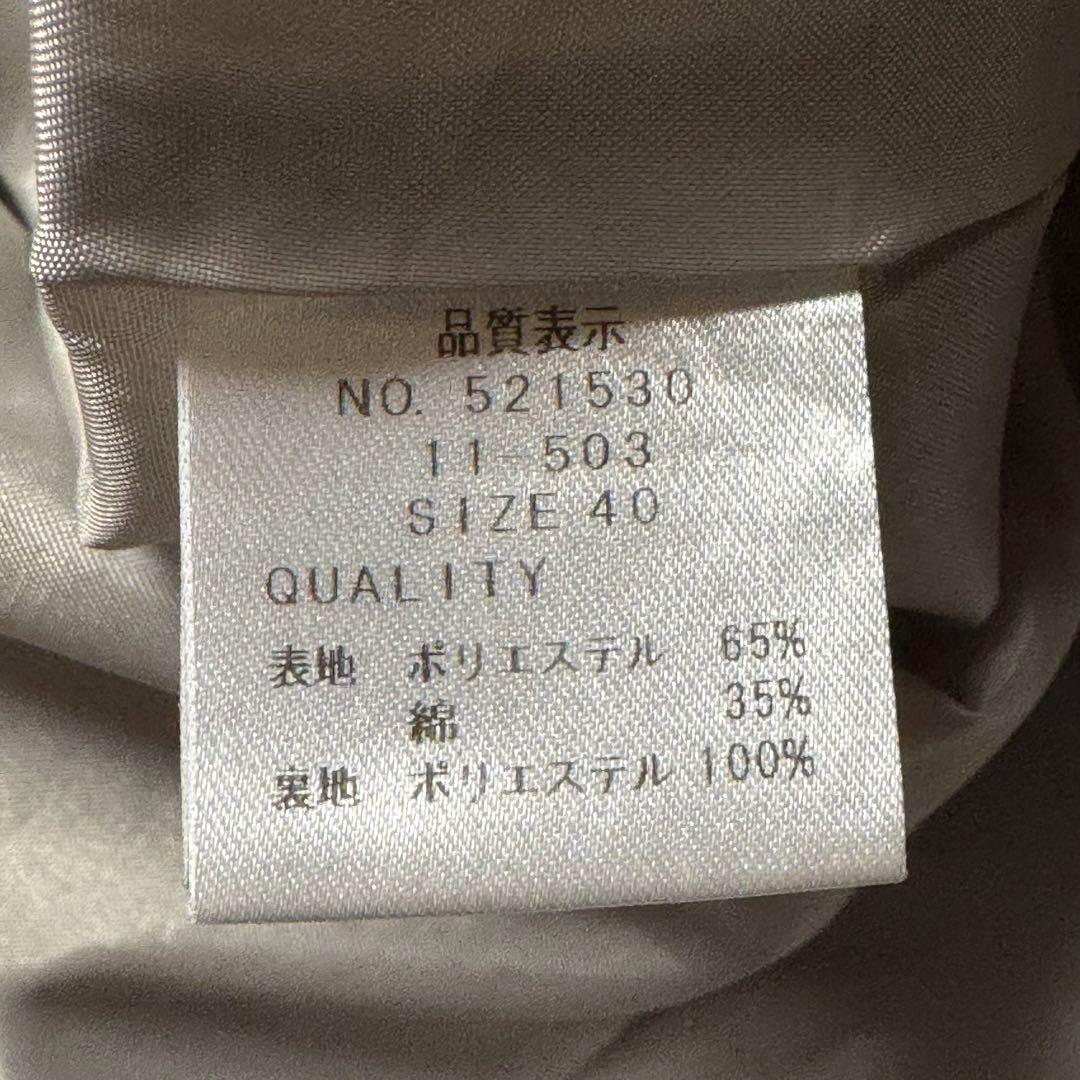 品質表示
NO. 521530
11-503
SIZE 40
QUALITY
表地 ポリエステル 65%
綿 35%
裏地 ポリエステル 100%